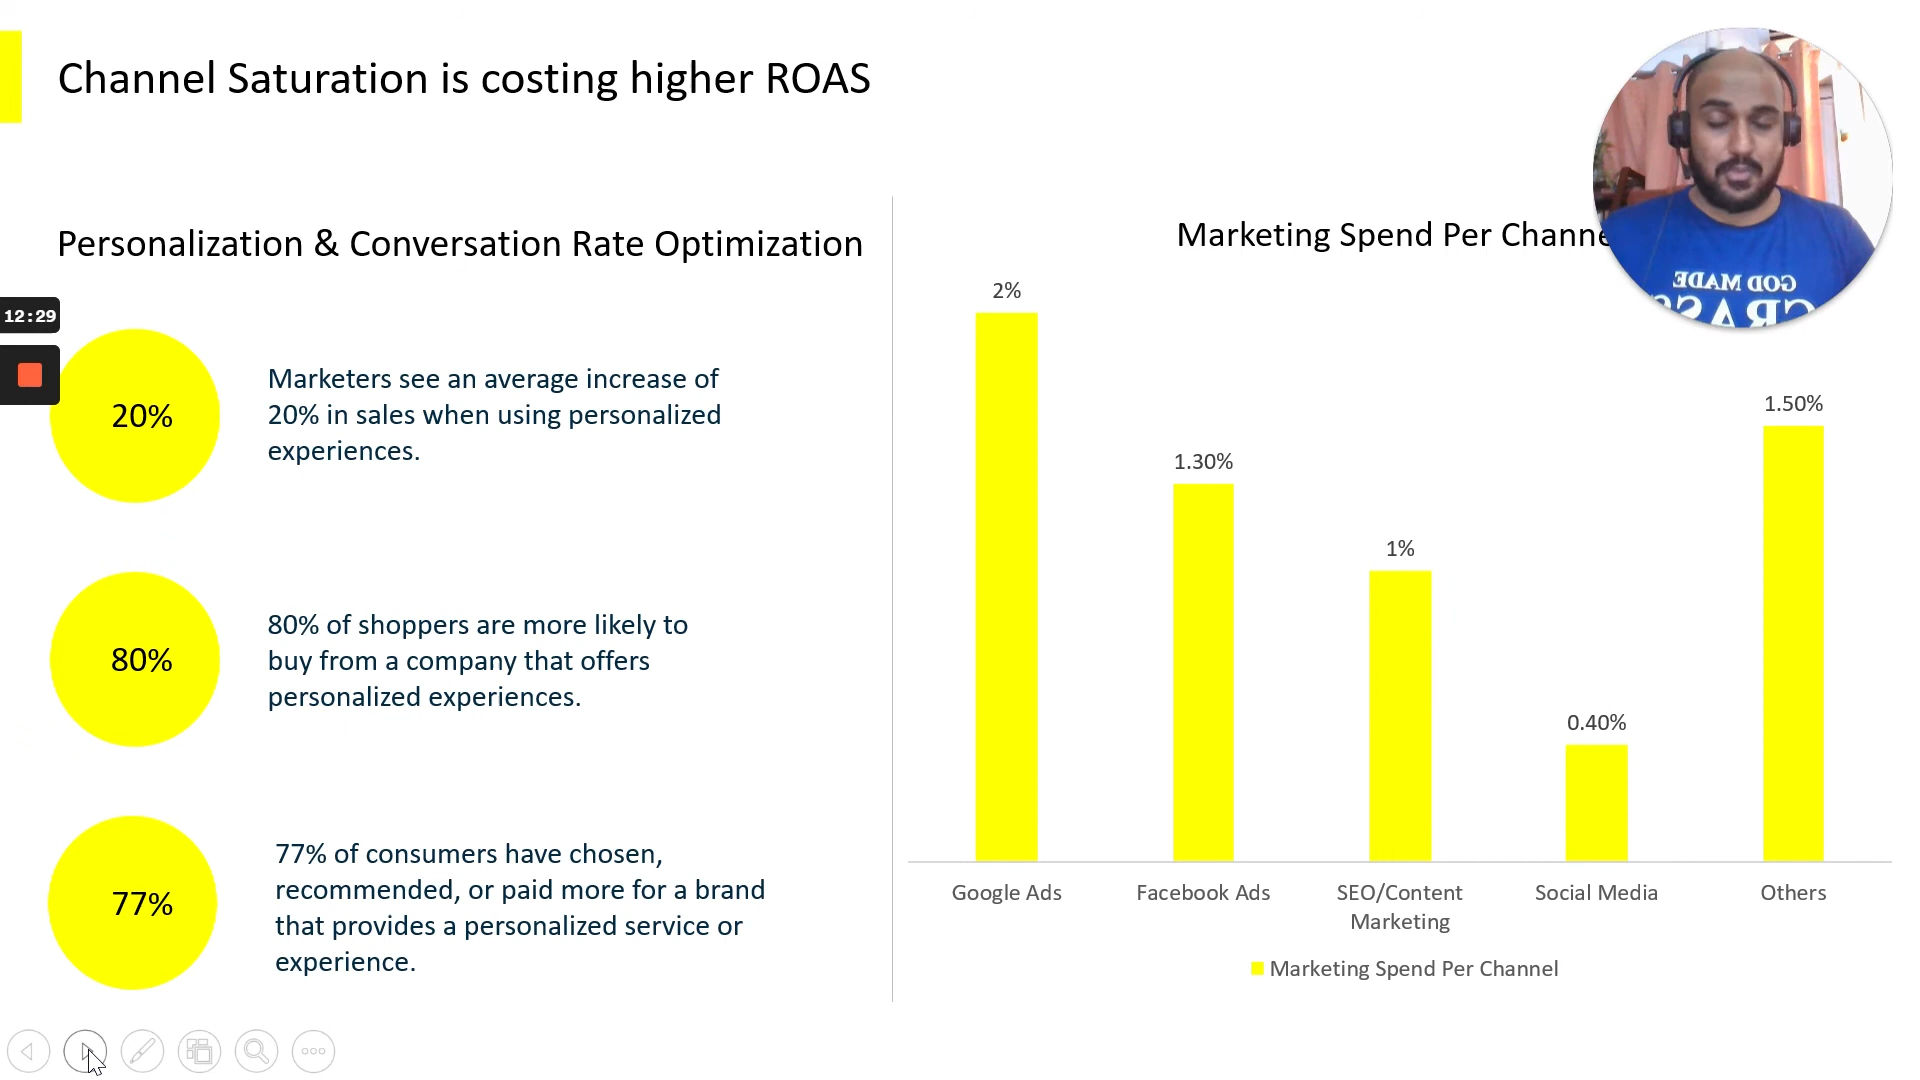 Channel Saturation is costing higher ROAS
Personalization & Conversation Rate Optimization
12:29
20%
Marketers see an average increase of
20% in sales when using personalized
experiences.
80%
80% of shoppers are more likely to
buy from a company that offers
personalized experiences.
77%
77% of consumers have chosen,
recommended, or paid more for a brand
that provides a personalized service or
experience.
Marketing Spend Per
2%
1.30%
1%
0.40%
1.50%
Google Ads
Facebook Ads
SEO/Content
Marketing
Social Media
Others
Marketing Spend Per Channel
GOD MADE